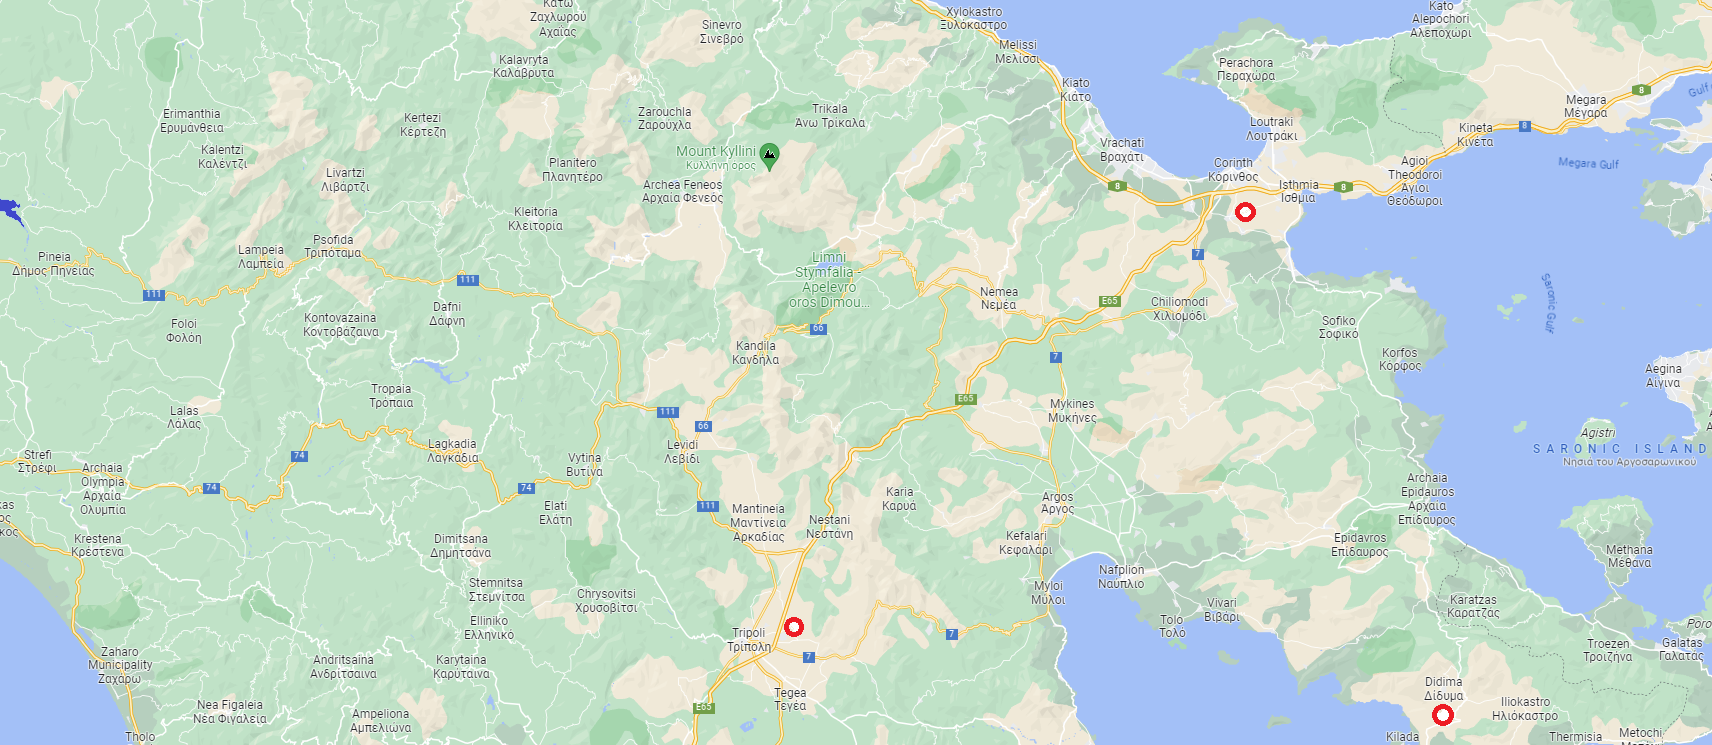 Κάτω
Ζαχλωρού
Αχαΐας
Sinevro
Σινεβρό
Xylokastro
Ξυλόκαστρο
Kato
Alepochori
Αλεποχώρι
Melissi
Μελίσσι
Kalavryta
Καλάβρυτα
Perachora
Περαχώρα
Kiato
Κιάτο
8
Gulf
Megara
Μέγαρα
Erimanthia
Ερυμάνθεια
Kertezi
Κέρτεζη
Zarouchla
Ζαρούχλα
Trikala
Άνω Τρίκαλα
Loutraki
Λουτράκι
Kineta
Κινέτα
8
Kalentzi
Καλέντζι
Mount Kyllini
Κυλλήνη όρος
Vrachati
Βραχάτι
Megara Gulf
Livartzi
Λιβάρτζι
Planitero
Πλανητέρο
Archea Feneos
Αρχαία Φενεός
Corinth
Κόρινθος
Agioi
Theodoroi
Άγιοι
Θεόδωροι
8
Isthmia
Ισθμία
8
Kleitoria
Κλειτορία
Psofida
Τριπόταμα
Lampeia
Λαμπεία
Pineia
Δήμος Πηνείας
7
111
111
Limni
Stymfalia -
Apelevro
oros Dimou...
Nemea
Νεμέα
E65
Chiliomodi
Χιλιομόδι
Saronic Gulf
Dafni
Δάφνη
Foloi
Φολόη
Kontovazaina
Κοντοβάζαινα
66
Sofiko
Σοφικό
Kandila
Κανδήλα
7
Korfos
Κόρφος
Aegina
Αίγινα
Tropaia
Τρόπαια
E65
Lalas
Λάλας
111
66
Mykines
Μυκήνες
Agistri
SARONIC ISLAND
Νησιά του Αργοσαρωνικού
Lagkadia
Λαγκάδια
Levidi
Λεβίδι
Strefi
Στρέφι
74
Vytina
Βυτίνα
Archaia
Olympia
Αρχαία
Ολυμπία
74
74
Archaia
Epidauros
Αρχαία
Επίδαυρος
Karia
Καρυά
Argos
Άργος
111
Elati
Ελάτη
Mantineia
Μαντίνεια
Αρκαδίας
Nestani
Νεστάνη
Krestena
Κρέστενα
Dimitsana
Δημητσάνα
Kefalari
Κεφαλάρι
Epidavros
Επίδαυρος
Methana
Μέθανα
Nafplion
Ναύπλιο
Stemnitsa
Στεμνίτσα
Chrysovitsi
Χρυσοβίτσι
Myloi
Μύλοι
Vivari
Βιβάρι
Karatzas
Καρατζάς
Elliniko
Ελληνικό
Tolo
Τολό
Tripoli
Τρίπολη
7
Troezen
Τροιζήνα
Galatas
Γαλατάς
Zaharo
Municipality
Ζαχάρω
Andritsaina
Ανδρίτσαινα
Karytaina
Καρύταινα
7
Tegea
Τεγέα
Didima
Δίδυμα
Nea Figaleia
Νέα Φιγαλεία
Ampeliona
Αμπελιώνα
E65
Iliokastro
Ηλιόκαστρο
Tholo
Kilada
Thermisia
Metochi